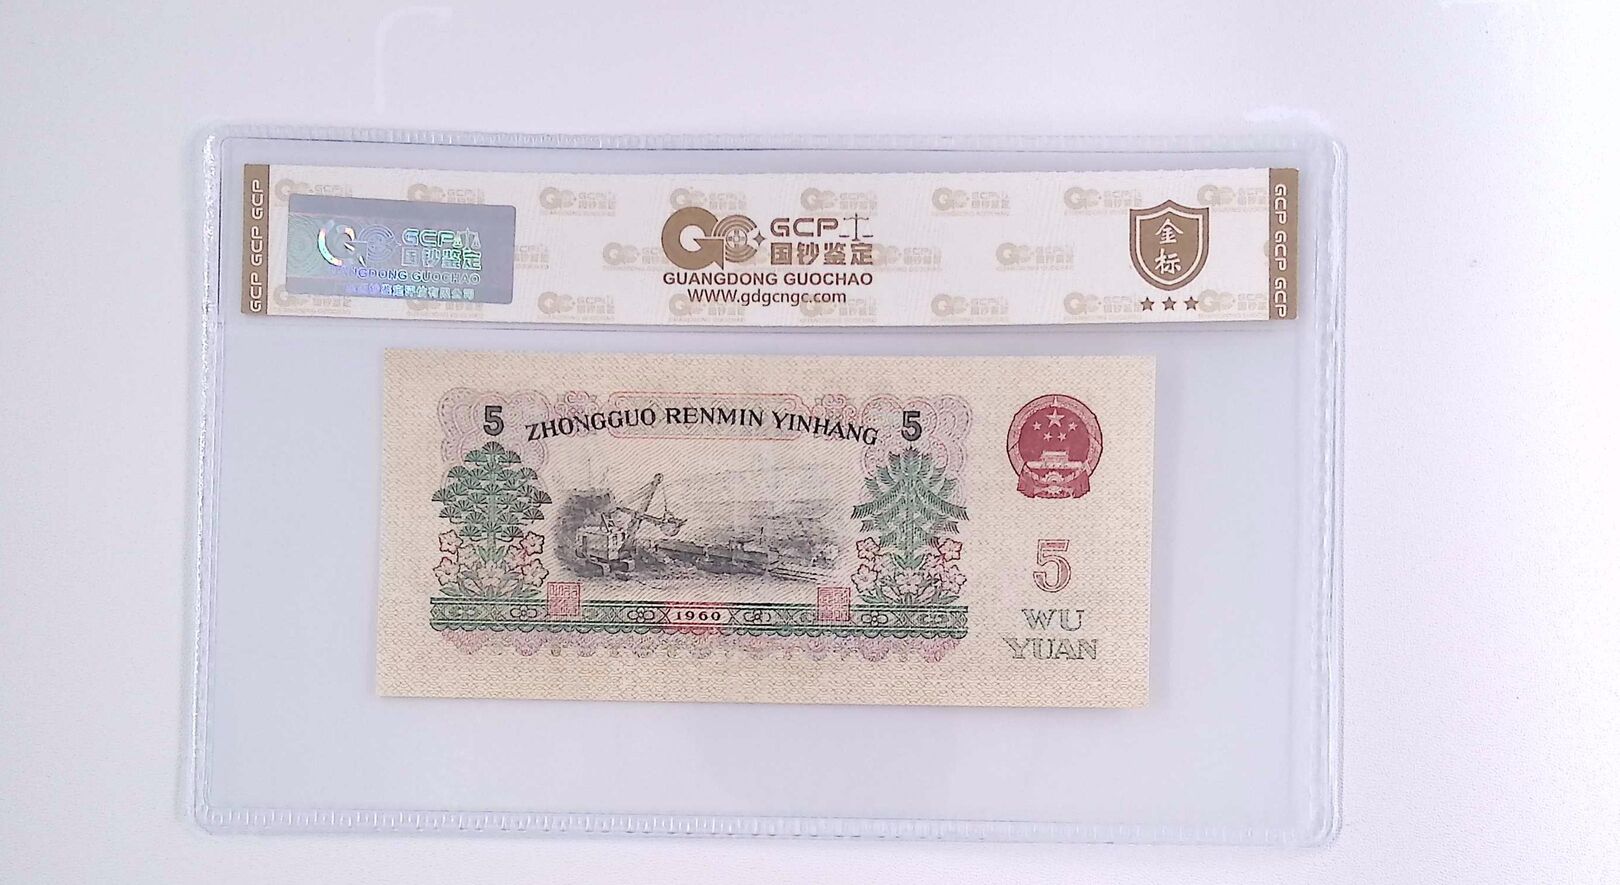 GCP GCP GCP
GCP
国钞鉴定
GUANGDONG GUOCHAO
GCP
国钞鉴定
GUANGDONG GUOCHAO
WWW.gdgcngc.com
金标
GCP GCP GCP
5 ZHONGGUO RENMIN YINHANG 5
1960
5
WU
YUAN